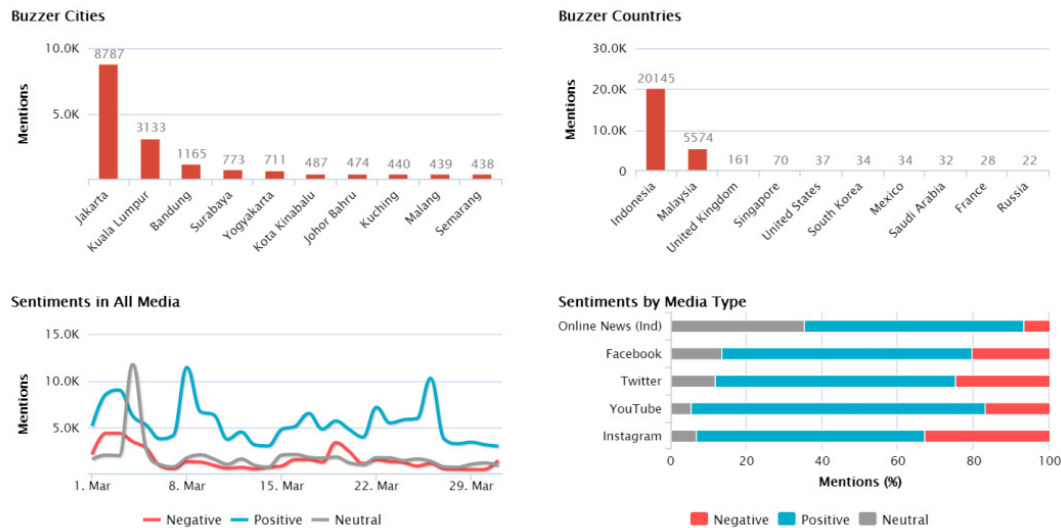 Buzzer Cities
10.0K
5.0K
Mentions
8787
3133
1165
773
711
487
474
440
439
438
Jakarta
Kuala Lumpur
Bandung
Surabaya
Yogyakarta
Kota Kinabalu
Johor Bahru
Kuching
Malang
Semarang
Buzzer Countries
30.0K
20.0K
10.0K
0
Mentions
20145
5574
161
70
37
34
34
32
28
22
Indonesia
Malaysia
United Kingdom
Singapore
United States
South Korea
Mexico
Saudi Arabia
France
Russia
Sentiments in All Media
15.0K
10.0K
5.0K
Mentions
1. Mar
8. Mar
15. Mar
22. Mar
29. Mar
Negative Positive Neutral
Sentiments by Media Type
Online News (Ind)
Facebook
Twitter
YouTube
Instagram
0 20 40 60 80 100
Mentions (%)
Negative Positive Neutral